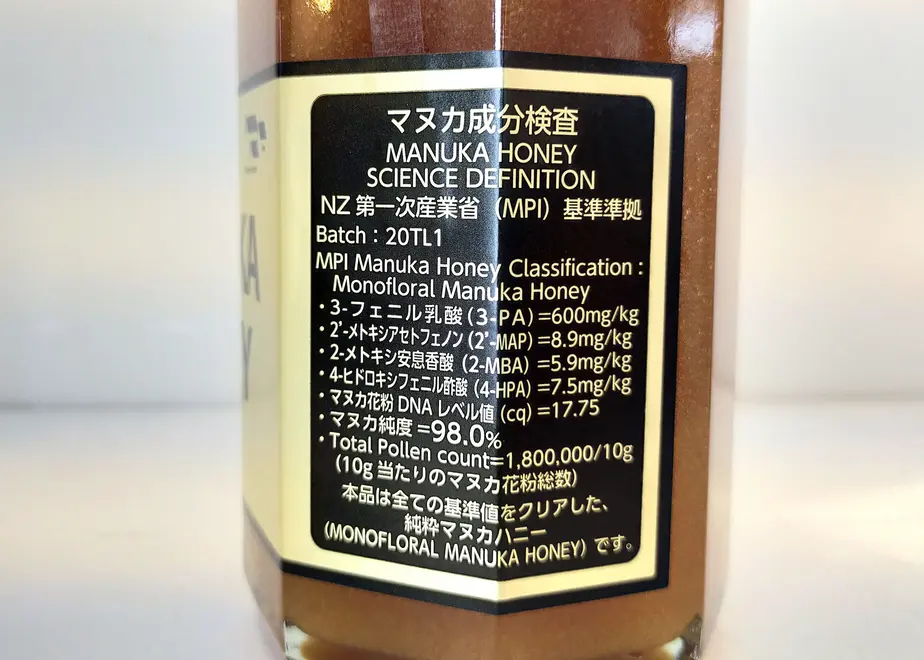 KA
Y
マヌカ成分検査
MANUKA HONEY
SCIENCE DEFINITION
NZ 第一次産業省 (MPI) 基準準拠
Batch : 20TL1
MPI Manuka Honey Classification :
Monofloral Manuka Honey
・3-フェニル乳酸 (3-PA) =600mg/kg
・2'-メトキシアセトフェノン (2'-MAP) =8.9mg/kg
・2-メトキシ安息香酸 (2-MBA) =5.9mg/kg
・4-ヒドロキシフェニル酢酸 (4-HPA) =7.5mg/kg
・マヌカ花粉 DNA レベル値 (cq) =17.75
・マヌカ純度 =98.0%
・Total Pollen count=1,800,000/10g
(10g 当たりのマヌカ花粉総数)
本品は全ての基準値をクリアした、
純粋マヌカハニー
(MONOFLORAL MANUKA HONEY) です。